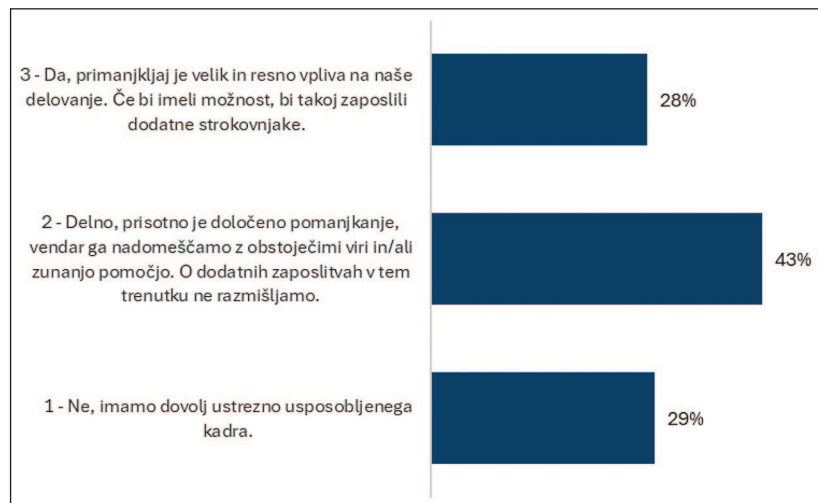 3 - Da, primanjkljaj je velik in resno vpliva na naše
delovanje. Če bi imeli možnost, bi takoj zaposlili
dodatne strokovnjake.
28%
2 - Delno, prisotno je določeno pomanjkanje,
vendar ga nadomeščamo z obstoječimi viri in/ali
zunanjo pomočjo. O dodatnih zaposlitvah v tem
trenutku ne razmišljamo.
43%
1 - Ne, imamo dovolj ustrezno usposobljenega
kadra.
29%